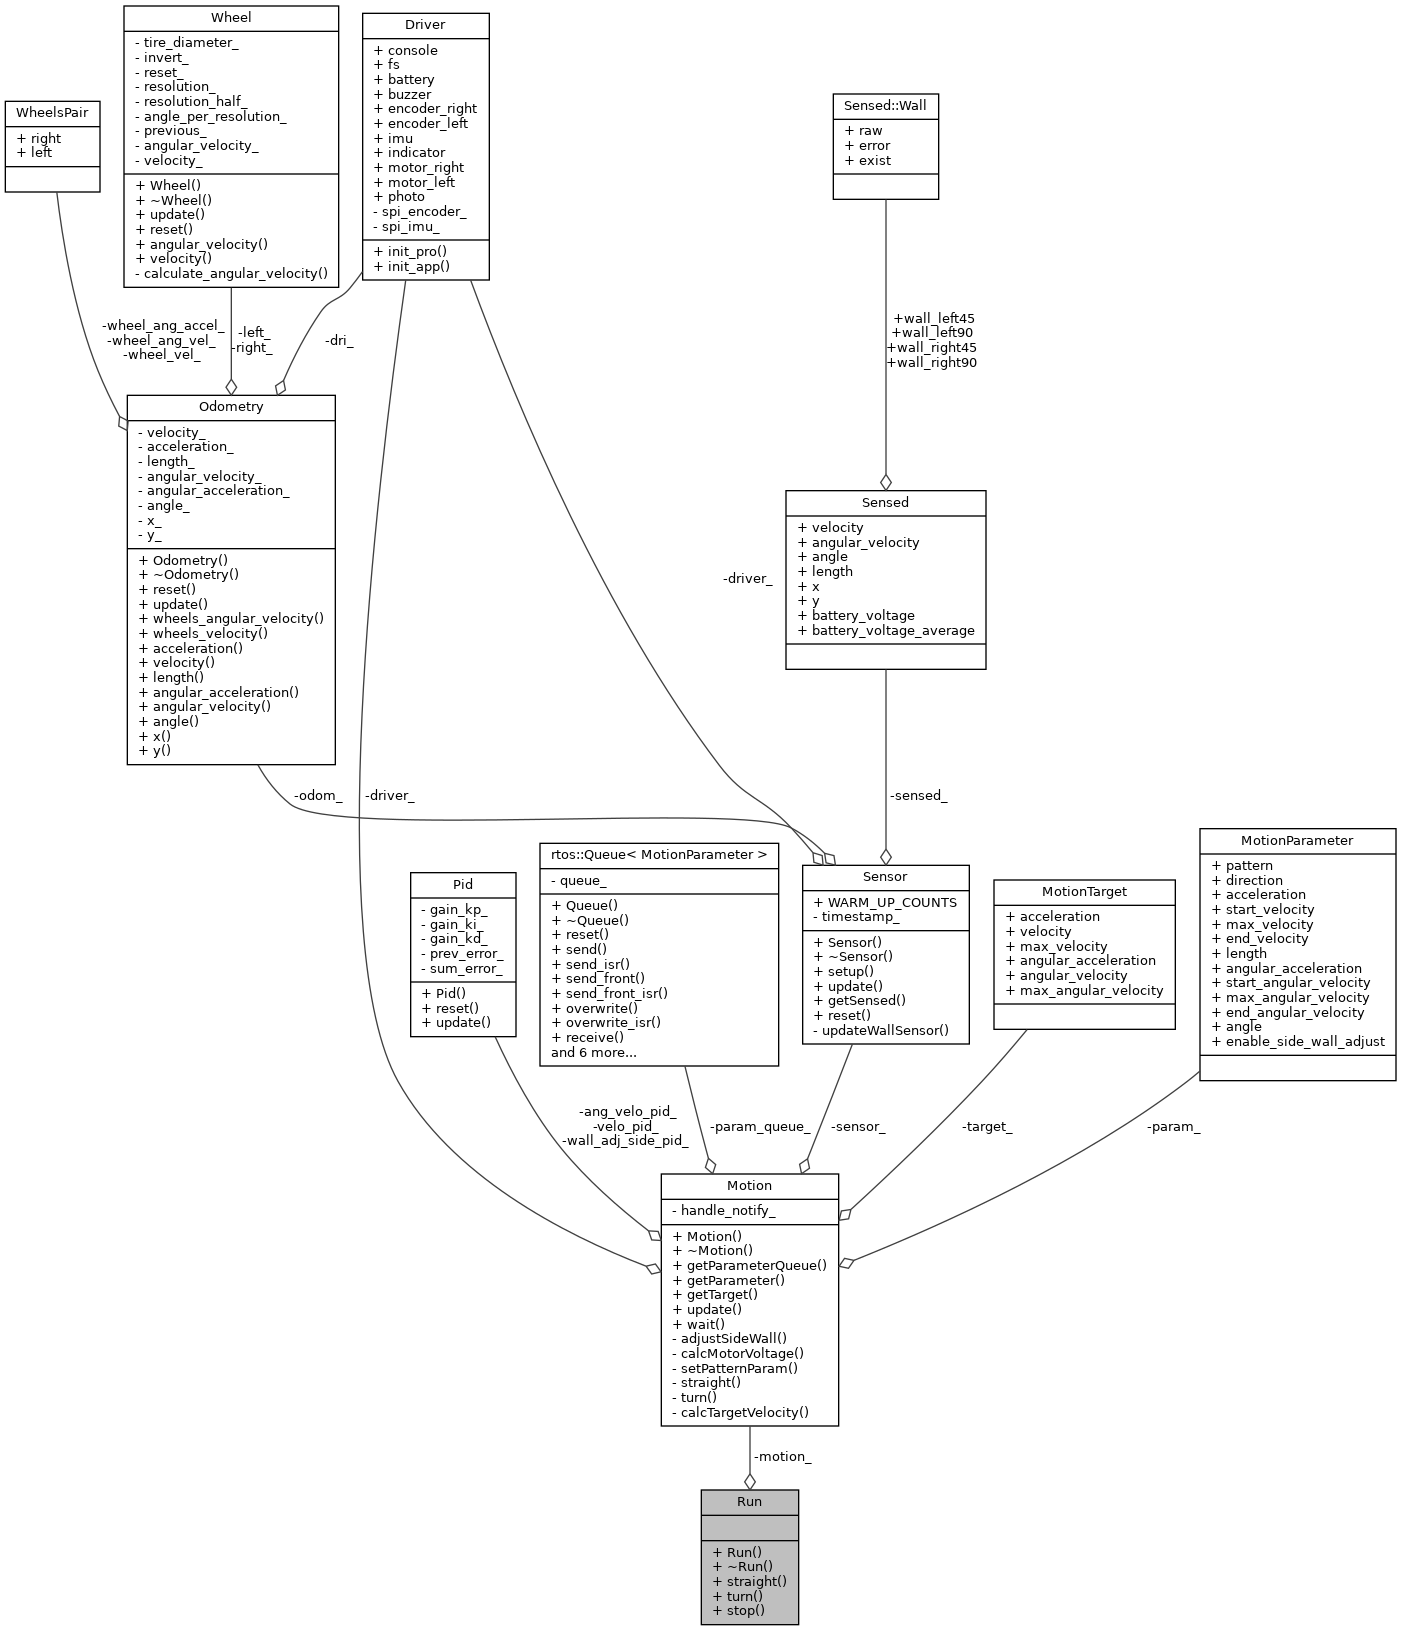 Wheel
- tire_diameter_
- invert_
- reset_
- resolution_
- resolution_half_
- angle_per_resolution_
- previous_
- angular_velocity_
- velocity_
+ Wheel()
+ ~Wheel()
+ update()
+ reset()
+ angular_velocity()
+ velocity()
- calculate_angular_velocity()
Driver
+ console
+ fs
+ battery
+ buzzer
+ encoder_right
+ encoder_left
+ imu
+ indicator
+ motor_right
+ motor_left
+ photo
- spi_encoder_
- spi_imu_
+ init_pro()
+ init_app()
WheelsPair
+ right
+ left
Sensed::Wall
+ raw
+ error
+ exist
-wheel_ang_accel_
-wheel_ang_vel_
-wheel_vel_
-left_
-right_
-dri_
+wall_left45
+wall_left90
+wall_right45
+wall_right90
Odometry
- velocity_
- acceleration_
- length_
- angular_velocity_
- angular_acceleration_
- angle_
- x_
- y_
+ Odometry()
+ ~Odometry()
+ reset()
+ update()
+ wheels_angular_velocity()
+ wheels_velocity()
+ acceleration()
+ velocity()
+ length()
+ angular_acceleration()
+ angular_velocity()
+ angle()
+ x()
+ y()
-driver_
Sensed
+ velocity
+ angular_velocity
+ angle
+ length
+ x
+ y
+ battery_voltage
+ battery_voltage_average
-odom_
-driver_
-sensed_
Pid
- gain_kp_
- gain_ki_
- gain_kd_
- prev_error_
- sum_error_
+ Pid()
+ reset()
+ update()
rtos::Queue< MotionParameter >
- queue_
+ Queue()
+ ~Queue()
+ reset()
+ send()
+ send_isr()
+ send_front()
+ send_front_isr()
+ overwrite()
+ overwrite_isr()
+ receive()
and 6 more...
Sensor
+ WARM_UP_COUNTS
- timestamp_
+ Sensor()
+ ~Sensor()
+ setup()
+ update()
+ getSensed()
+ reset()
- updateWallSensor()
MotionTarget
+ acceleration
+ velocity
+ max_velocity
+ angular_acceleration
+ angular_velocity
+ max_angular_velocity
MotionParameter
+ pattern
+ direction
+ acceleration
+ start_velocity
+ max_velocity
+ end_velocity
+ length
+ angular_acceleration
+ start_angular_velocity
+ max_angular_velocity
+ end_angular_velocity
+ angle
+ enable_side_wall_adjust
-ang_velo_pid_
-velo_pid_
-wall_adj_side_pid_
-param_queue_
-sensor_
-target_
-param_
Motion
- handle_notify_
+ Motion()
+ ~Motion()
+ getParameterQueue()
+ getParameter()
+ getTarget()
+ update()
+ wait()
- adjustSideWall()
- calcMotorVoltage()
- setPatternParam()
- straight()
- turn()
- calcTargetVelocity()
-motion_
Run
+ Run()
+ ~Run()
+ straight()
+ turn()
+ stop()